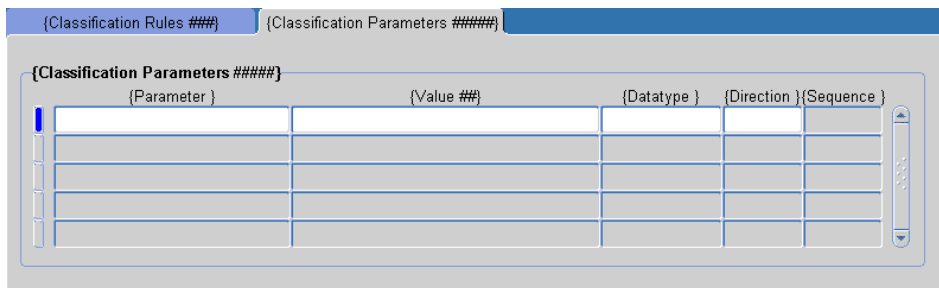 {Classification Rules ###} {Classification Parameters #####}
{Classification Parameters #####}
{Parameter } {Value ##} {Datatype } {Direction }{Sequence }